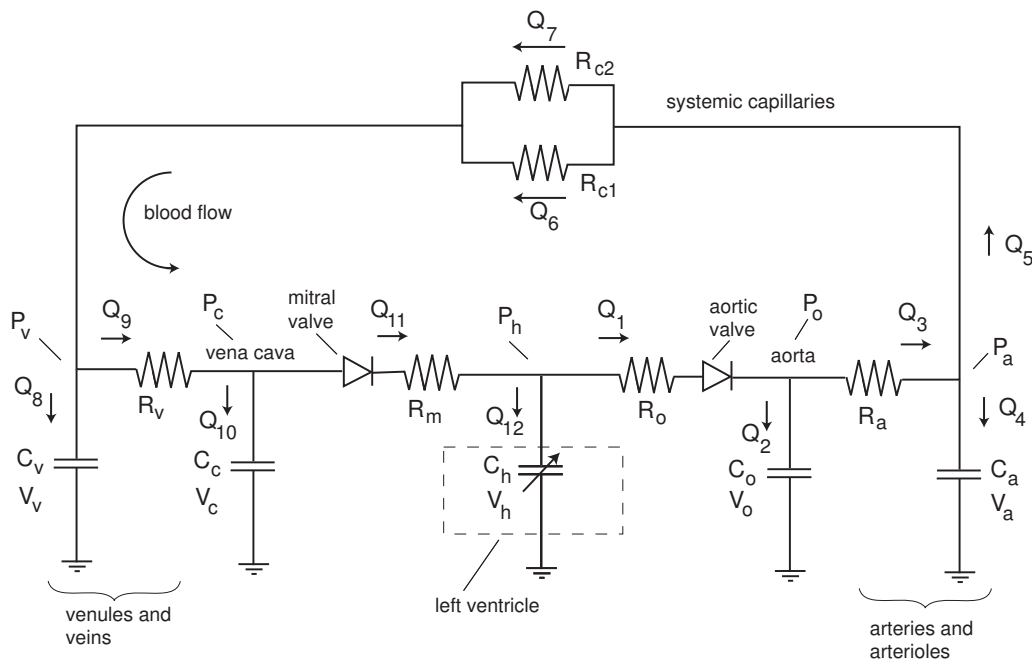 Q7
Rc2
systemic capillaries
Rc1
Q6
blood flow
Q5
mitral
valve
aortic
valve
Pv
Q9
Pc
Q11
Ph
Q1
Po
Q3
Pa
vena cava
aorta
Q8
Rv
Q10
Rm
Q12
Ro
Q2
Ra
Q4
Cv
Vv
Cc
Vc
Ch
Vh
Co
Vo
Ca
Va
left ventricle
venules and
veins
arteries and
arterioles